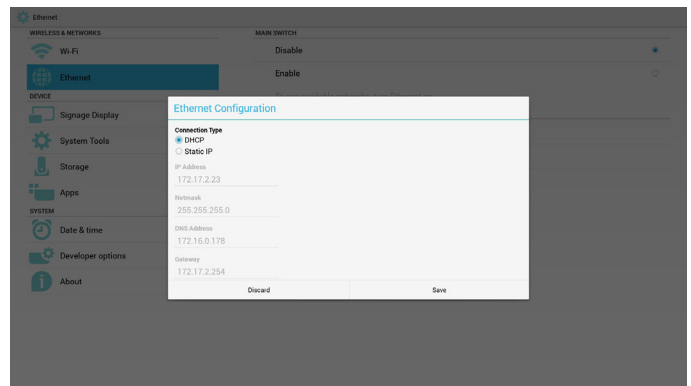 Ethernet
WIRELESS & NETWORKS
Wi-Fi
Ethernet
DEVICE
Signage Display
System Tools
Storage
Apps
SYSTEM
Date & time
Developer options
About
MAIN SWITCH
Disable
Enable
Ethernet Configuration
Connection Type
DHCP
Static IP
IP Address
172.17.2.23
Netmask
255.255.255.0
DNS Address
172.16.0.178
Gateway
172.17.2.254
Discard
Save